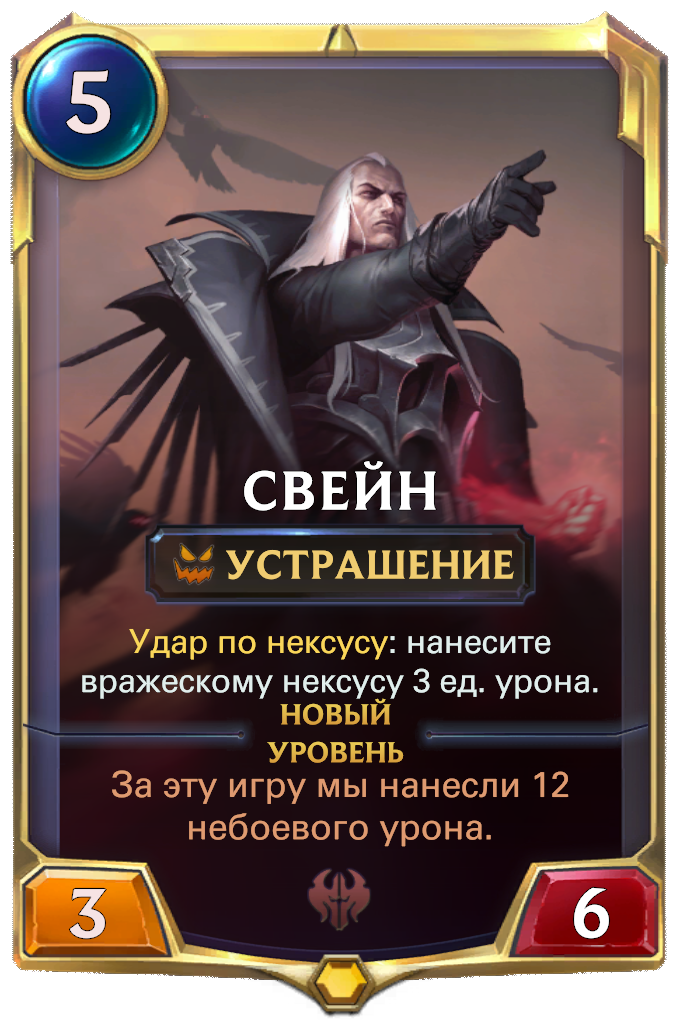 5
СВЕЙН
УСТРАШЕНИЕ
Удар по нексусу: нанесите
вражескому нексусу 3 ед. урона.
НОВЫЙ
УРОВЕНЬ
За эту игру мы нанесли 12
небоевого урона.
3
6